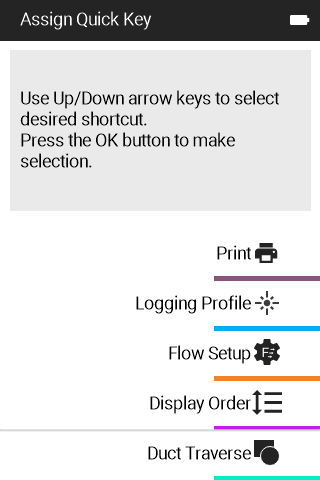 Assign Quick Key
Use Up/Down arrow keys to select
desired shortcut.
Press the OK button to make
selection.
Print
Logging Profile
Flow Setup
Display Order
Duct Traverse